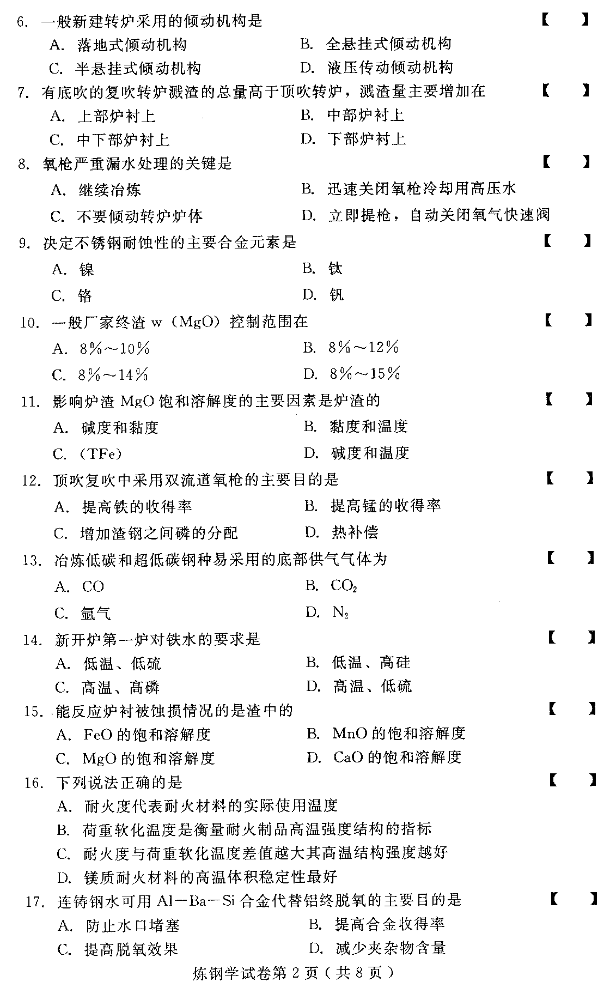 6. 一般新建转炉采用的倾动机构是 【 】
A. 落地式倾动机构 B. 全悬挂式倾动机构
C. 半悬挂式倾动机构 D. 液压传动倾动机构
7. 有底吹的复吹转炉溅渣的总量高于顶吹转炉，溅渣量主要增加在 【 】
A. 上部炉衬上 B. 中部炉衬上
C. 中下部炉衬上 D. 下部炉衬上
8. 氧枪严重漏水处理的关键是 【 】
A. 继续冶炼 B. 迅速关闭氧枪冷却用高压水
C. 不要倾动转炉炉体 D. 立即提枪，自动关闭氧气快速阀
9. 决定不锈钢耐蚀性的主要合金元素是 【 】
A. 镍 B. 钛
C. 铬 D. 钒
10. 一般厂家终渣 w（MgO）控制范围在 【 】
A. 8%～10% B. 8%～12%
C. 8%～14% D. 8%～15%
11. 影响炉渣 MgO 饱和溶解度的主要因素是炉渣的 【 】
A. 碱度和黏度 B. 黏度和温度
C.（TFe） D. 碱度和温度
12. 顶吹复吹中采用双流道氧枪的主要目的是 【 】
A. 提高铁的收得率 B. 提高锰的收得率
C. 增加渣钢之间磷的分配 D. 热补偿
13. 冶炼低碳和超低碳钢种易采用的底部供气气体为 【 】
A. CO B. CO₂
C. 氩气 D. N₂
14. 新开炉第一炉对铁水的要求是 【 】
A. 低温、低硫 B. 低温、高硅
C. 高温、高磷 D. 高温、低硫
15. 能反应炉衬被蚀损情况的是渣中的 【 】
A. FeO 的饱和溶解度 B. MnO 的饱和溶解度
C. MgO 的饱和溶解度 D. CaO 的饱和溶解度
16. 下列说法正确的是 【 】
A. 耐火度代表耐火材料的实际使用温度
B. 荷重软化温度是衡量耐火制品高温强度结构的指标
C. 耐火度与荷重软化温度差值越大其高温结构强度越好
D. 镁质耐火材料的高温体积稳定性最好
17. 连铸钢水可用 Al－Ba－Si 合金代替铝终脱氧的主要目的是 【 】
A. 防止水口堵塞 B. 提高合金收得率
C. 提高脱氧效果 D. 减少夹杂物含量
炼钢学试卷第 2 页（ 共 8 页 ）